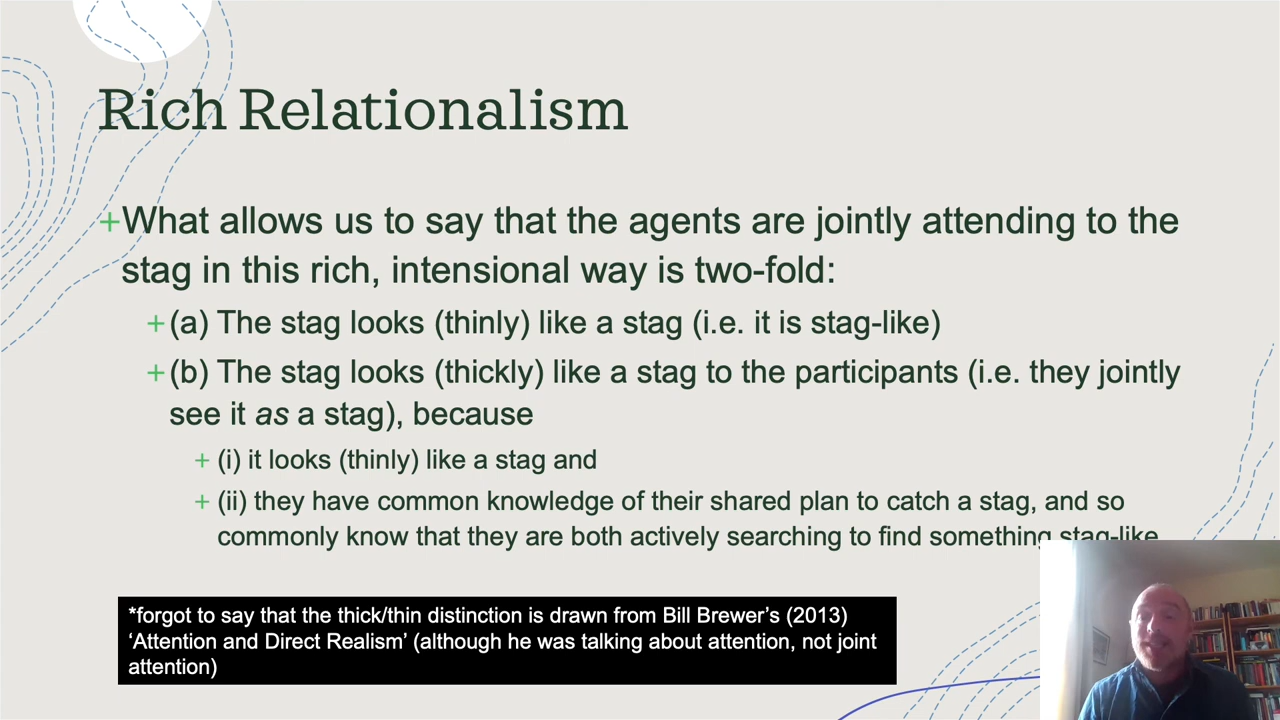 Rich Relationalism
+What allows us to say that the agents are jointly attending to the
stag in this rich, intensional way is two-fold:
+(a) The stag looks (thinly) like a stag (i.e. it is stag-like)
+(b) The stag looks (thickly) like a stag to the participants (i.e. they jointly
see it as a stag), because
+ (i) it looks (thinly) like a stag and
+ (ii) they have common knowledge of their shared plan to catch a stag, and so
commonly know that they are both actively searching to find something stag-like
*forgot to say that the thick/thin distinction is drawn from Bill Brewer’s (2013)
‘Attention and Direct Realism’ (although he was talking about attention, not joint
attention)